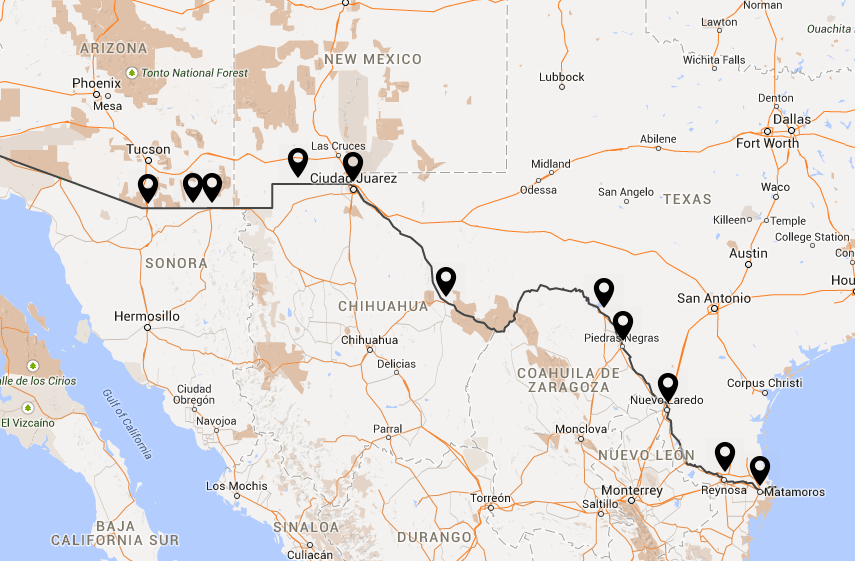 Norman
Lawton
Ouachita
ARIZONA
NEW MEXICO
Wichita Falls
Tonto National Forest
Lubbock
Phoenix
Mesa
Denton
Dallas
Fort Worth
Abilene
Tucson
Las Cruces
Midland
Odessa
Ciudad Juarez
San Angelo
TEXAS
Waco
Killeen
Temple
College Station
Austin
Con
SONORA
Hou
San Antonio
CHIHUAHUA
Hermosillo
Piedras Negras
Chihuahua
Delicias
COAHUILA DE
ZARAGOZA
alle de los Cirios
Ciudad
Obregón
Corpus Christi
Nuevo Laredo
Gulf of California
El Vizcaíno
Navojoa
Parral
Monclova
NUEVO LEON
Los Mochis
Reynosa
Matamoros
Monterrey
Torreón
Saltillo
BAJA
CALIFORNIA SUR
SINALOA
DURANGO
Culiacán